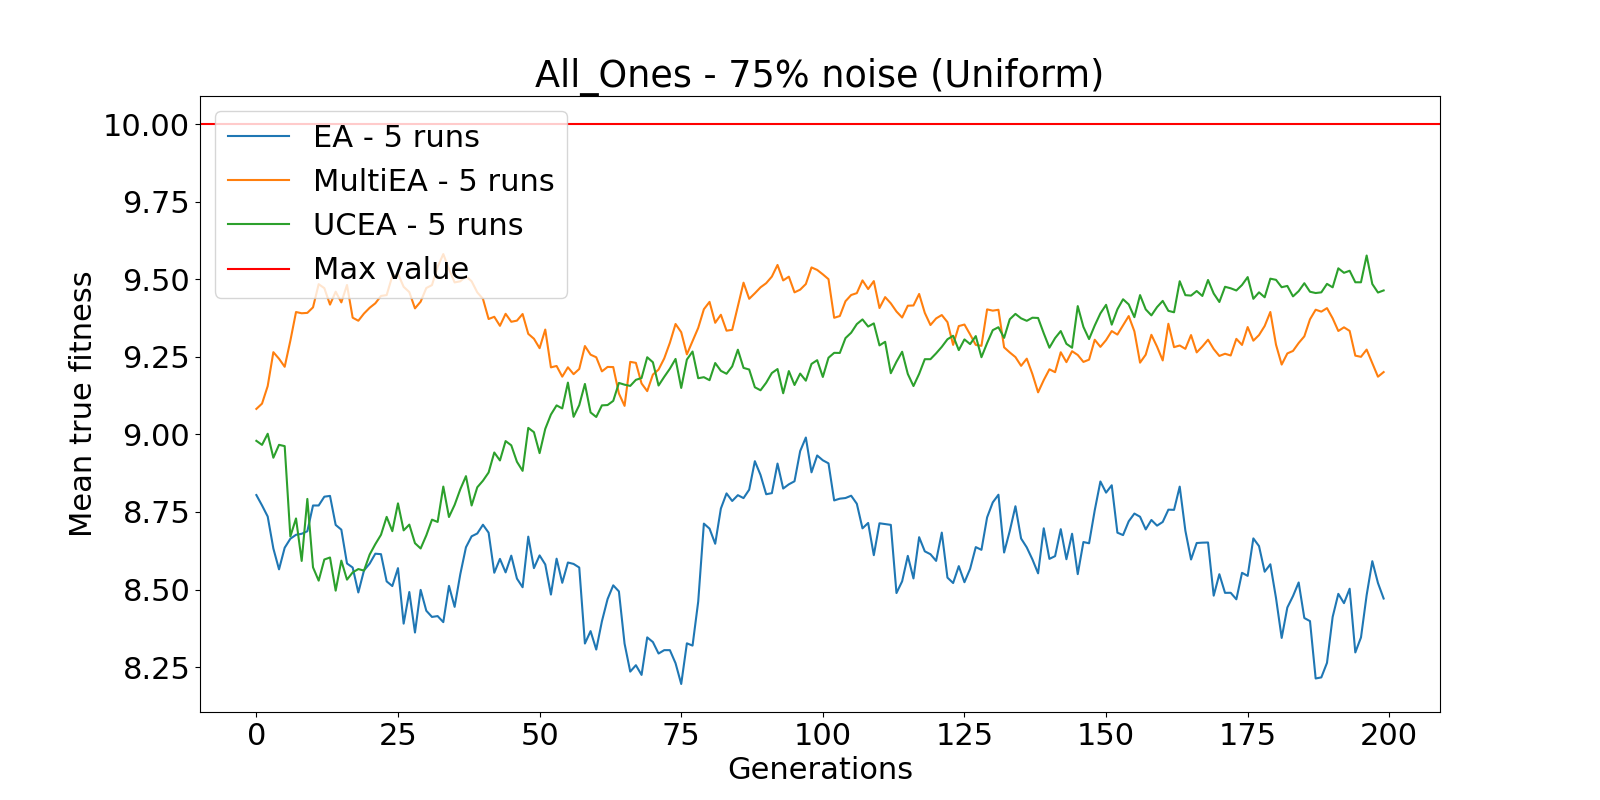 All_Ones - 75% noise (Uniform)
EA - 5 runs
MultiEA - 5 runs
UCEA - 5 runs
Max value
Mean true fitness
10.00
9.75
9.50
9.25
9.00
8.75
8.50
8.25
0 25 50 75 100 125 150 175 200
Generations